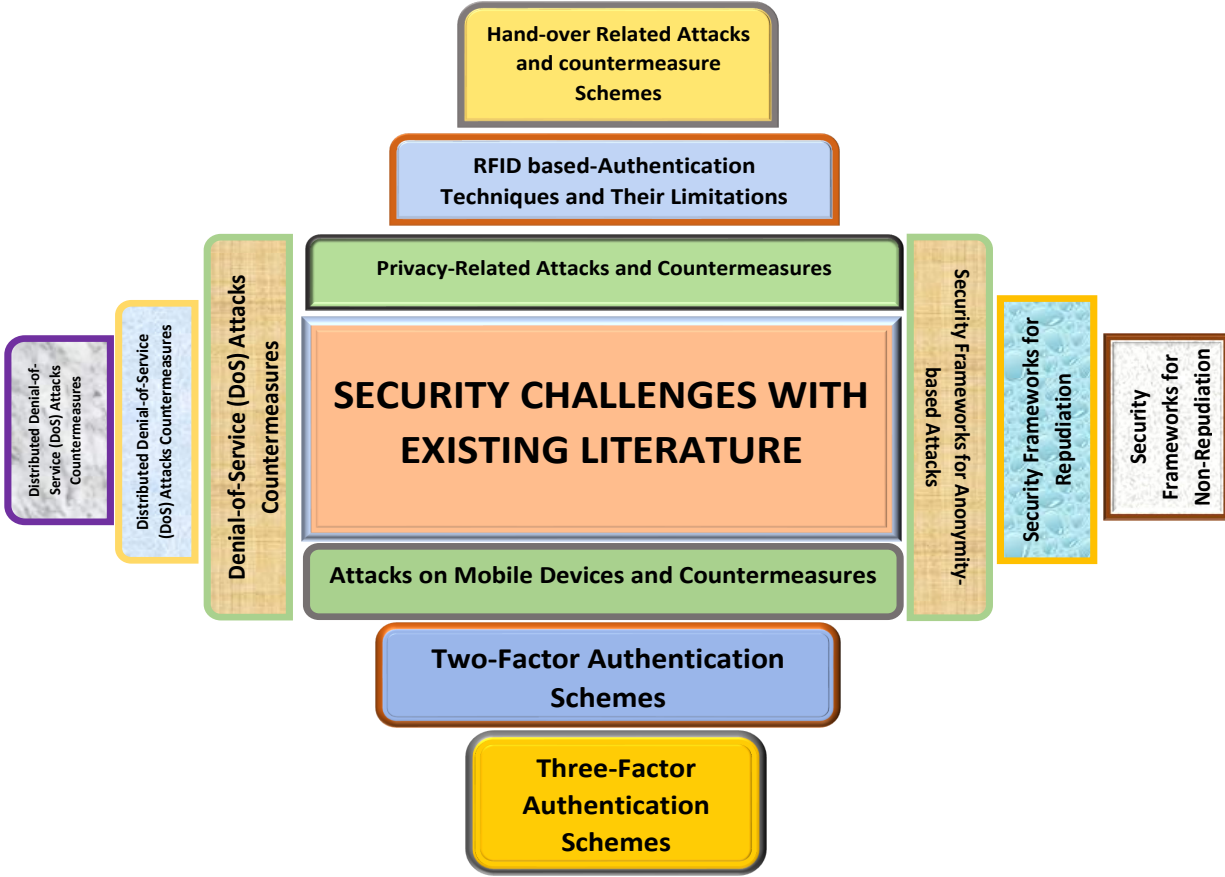 Hand-over Related Attacks
and countermeasure
Schemes
RFID based-Authentication
Techniques and Their Limitations
Privacy-Related Attacks and Countermeasures
Distributed Denial-of-
Service (DoS) Attacks
Countermeasures
Distributed Denial-of-Service
(DoS) Attacks Countermeasures
Denial-of-Service (DoS) Attacks
Countermeasures
SECURITY CHALLENGES WITH
EXISTING LITERATURE
Security Frameworks for Anonymity-
based Attacks
Security Frameworks for
Repudiation
Security
Frameworks for
Non-Repudiation
Attacks on Mobile Devices and Countermeasures
Two-Factor Authentication
Schemes
Three-Factor
Authentication
Schemes